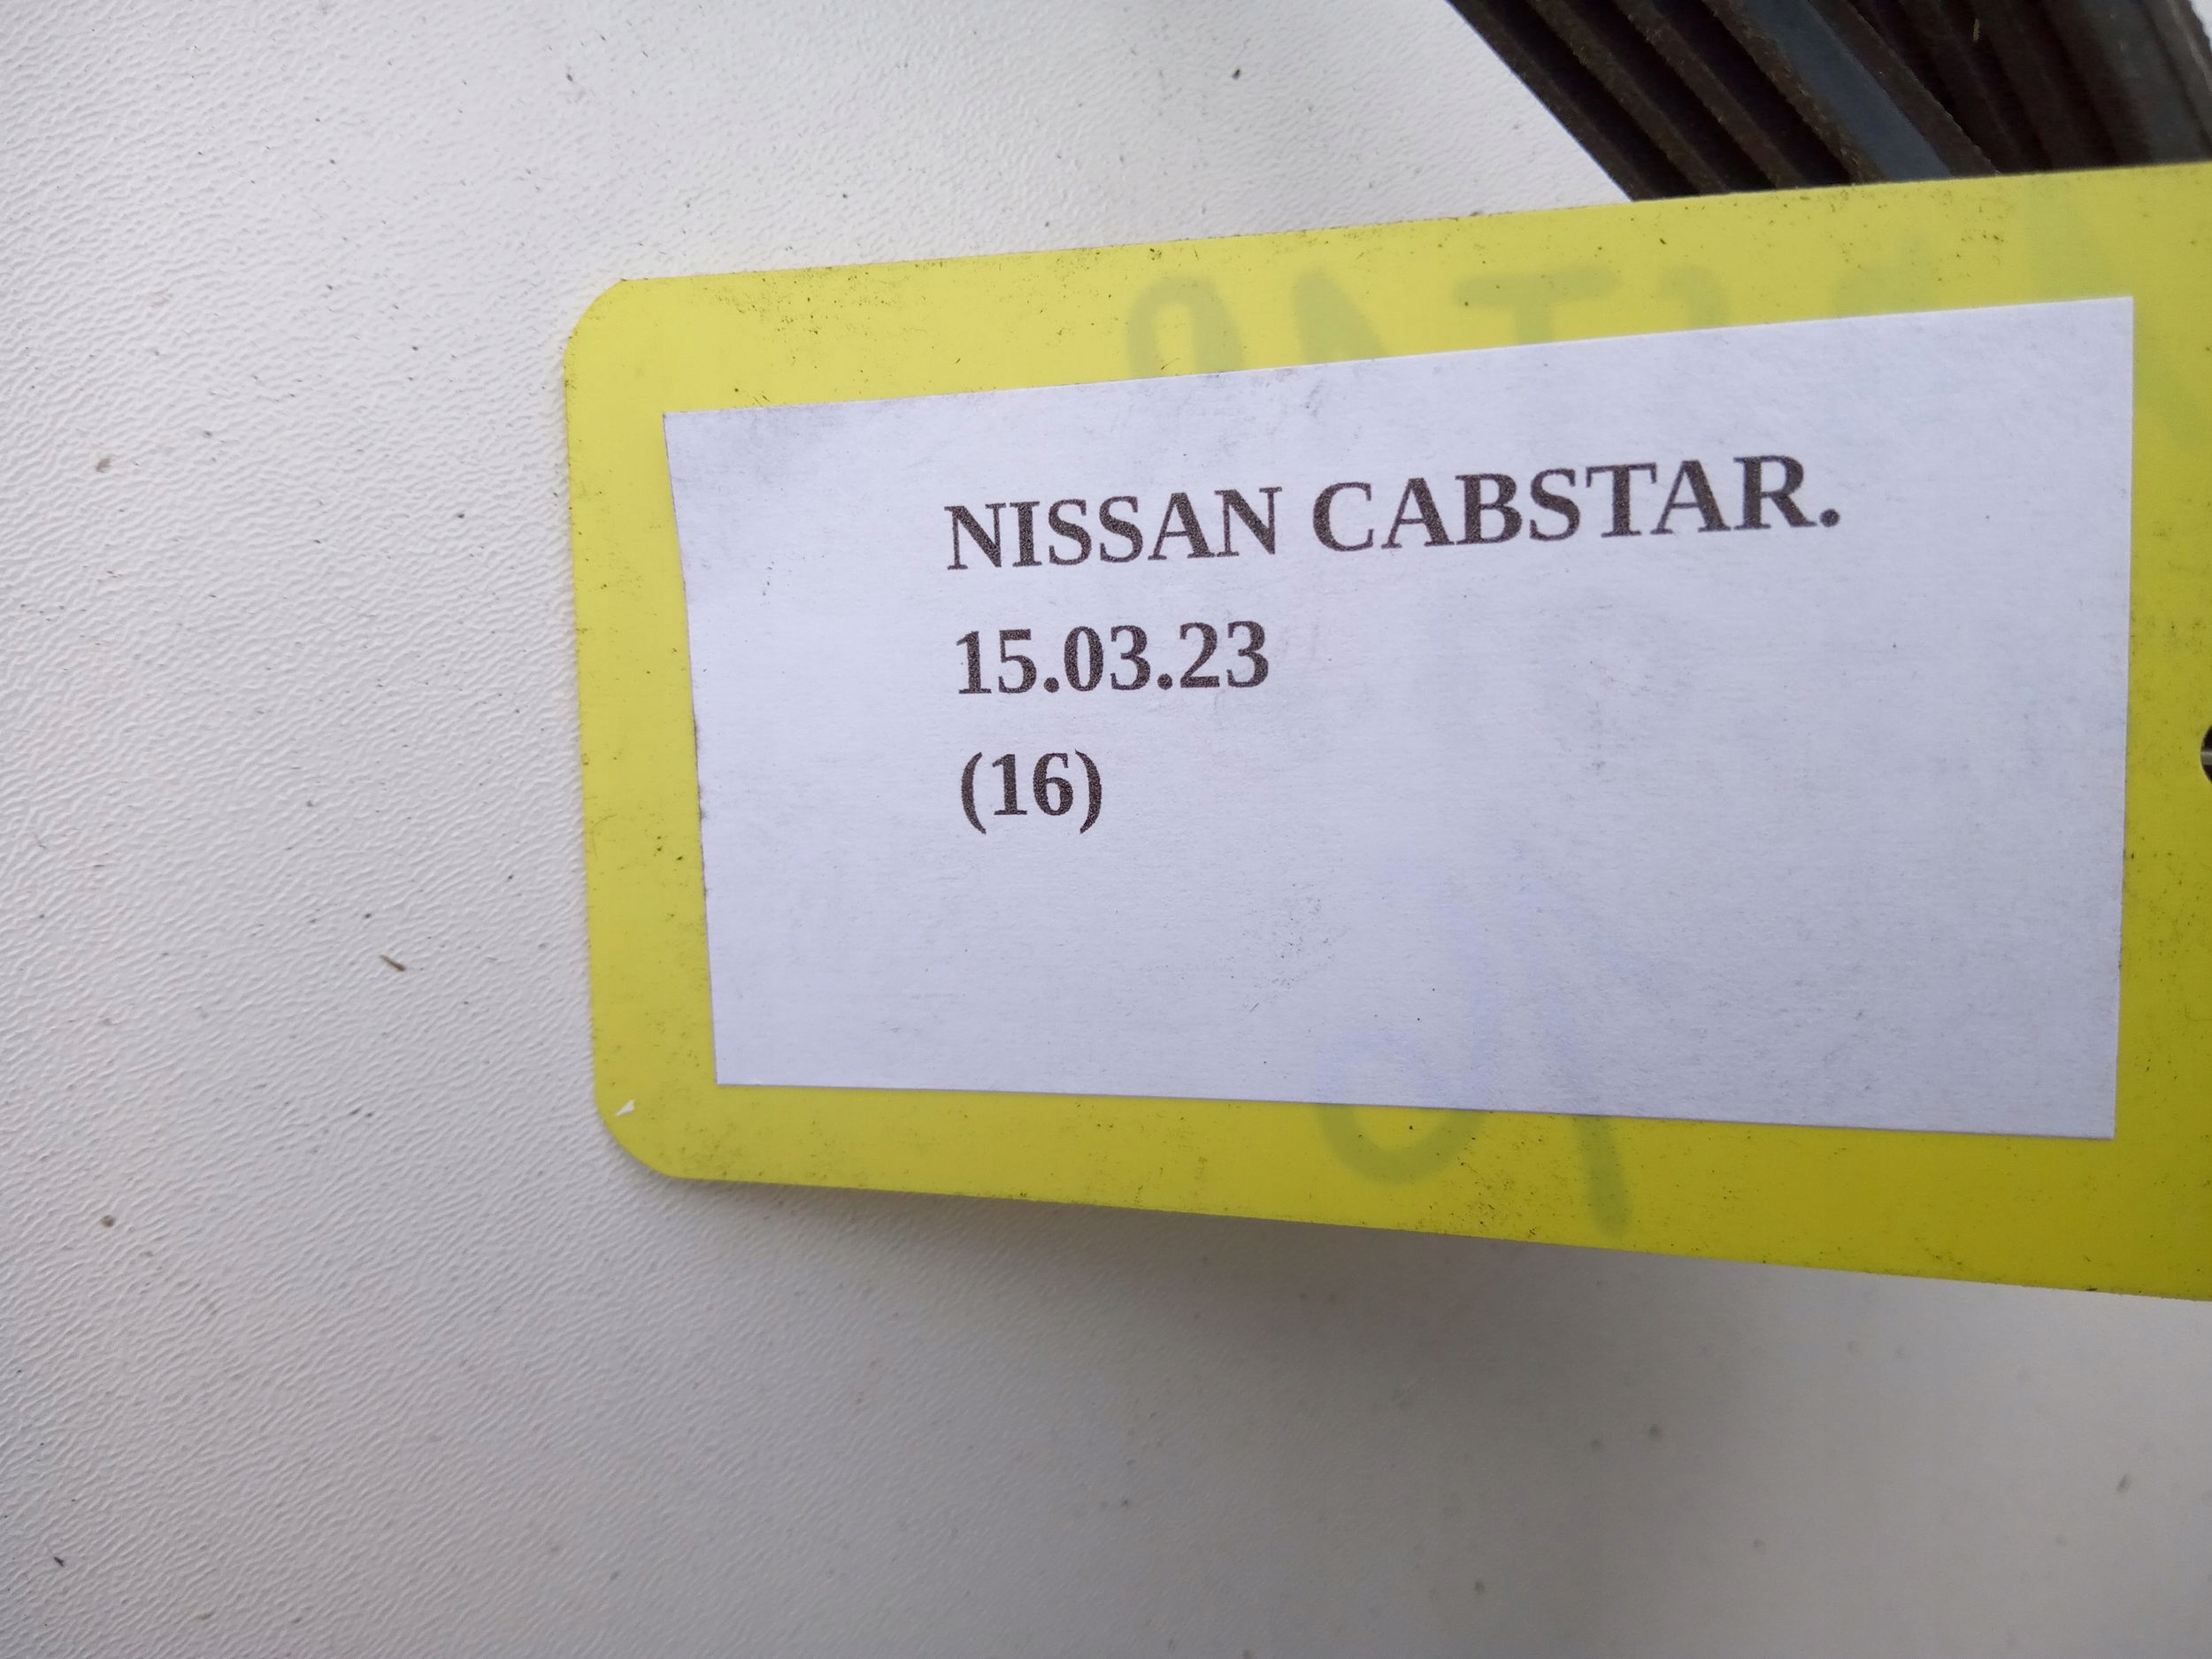 NISSAN CABSTAR.
15.03.23
(16)